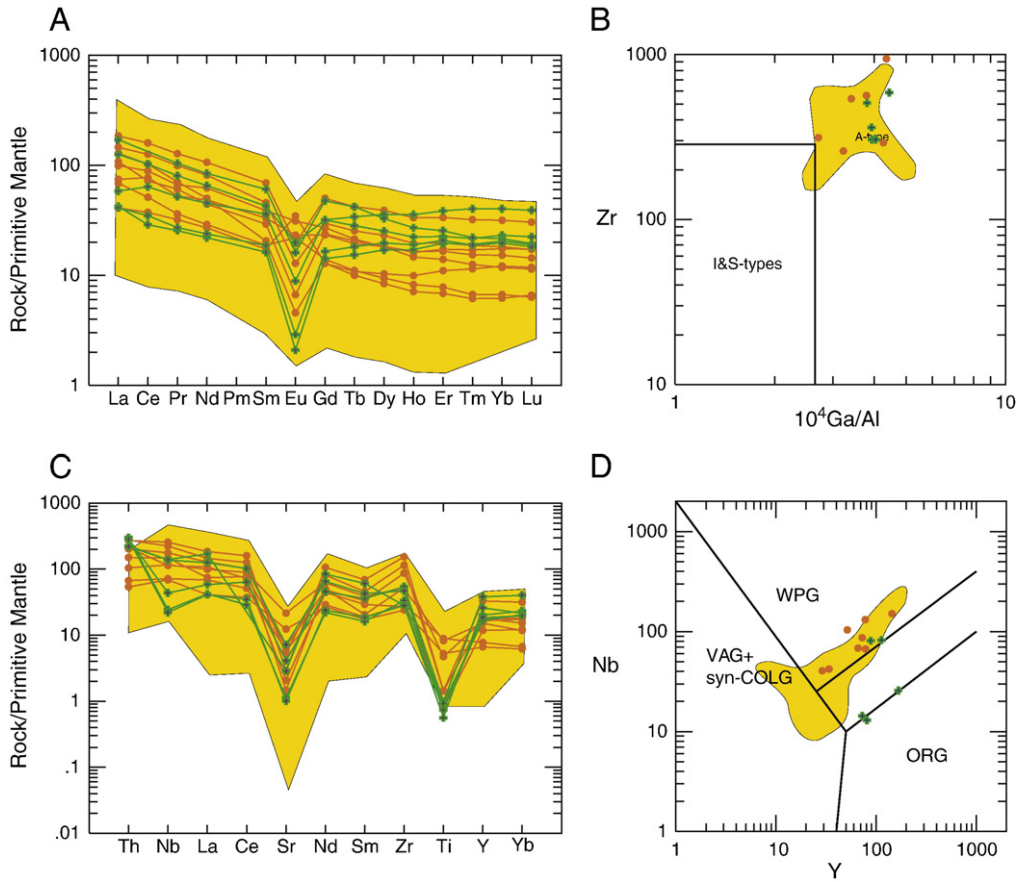 A
1000
100
10
1
Rock/Primitive Mantle
La Ce Pr Nd Pm Sm Eu Gd Tb Dy Ho Er Tm Yb Lu
B
1000
100
10
Zr
A-type
I&S-types
1 10
10⁴Ga/Al
C
1000
100
10
1
.1
.01
Rock/Primitive Mantle
Th Nb La Ce Sr Nd Sm Zr Ti Y Yb
D
1000
100
10
1
Nb
WPG
VAG+
syn-COLG
ORG
1 10 100 1000
Y